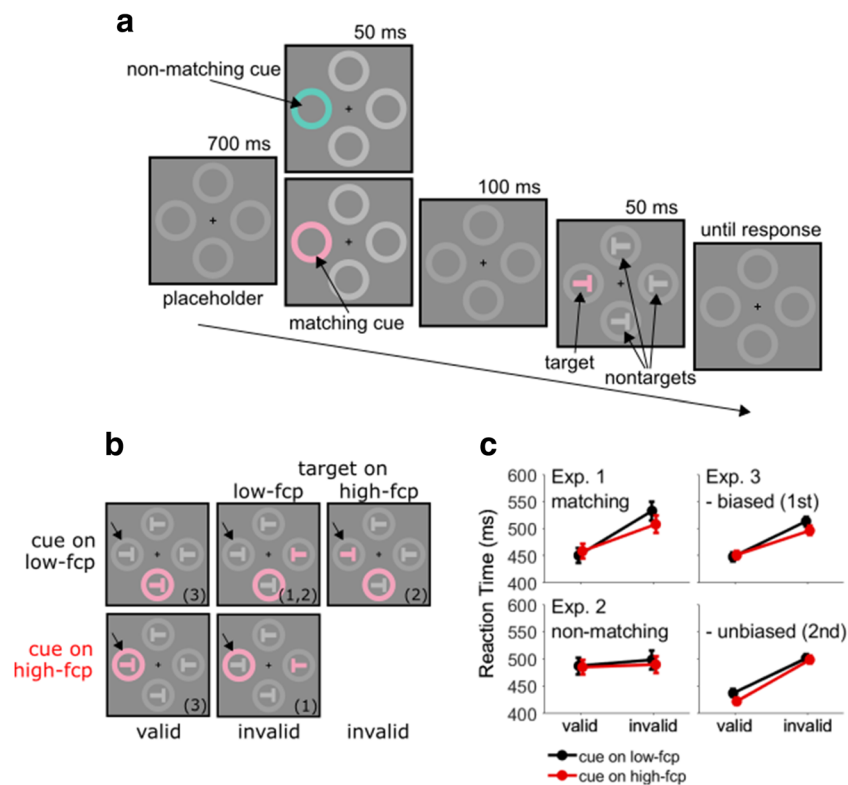 a
50 ms
non-matching cue
700 ms
100 ms
50 ms
until response
placeholder
matching cue
target
nontargets
b
target on
low-fcp
high-fcp
cue on
low-fcp
(3)
(1,2)
(2)
cue on
high-fcp
(3)
(1)
valid
invalid
invalid
c
Reaction Time (ms)
600
550
500
450
400
Exp. 1
matching
Exp. 3
- biased (1st)
600
550
500
450
400
Exp. 2
non-matching
- unbiased (2nd)
valid
invalid
valid
invalid
cue on low-fcp
cue on high-fcp